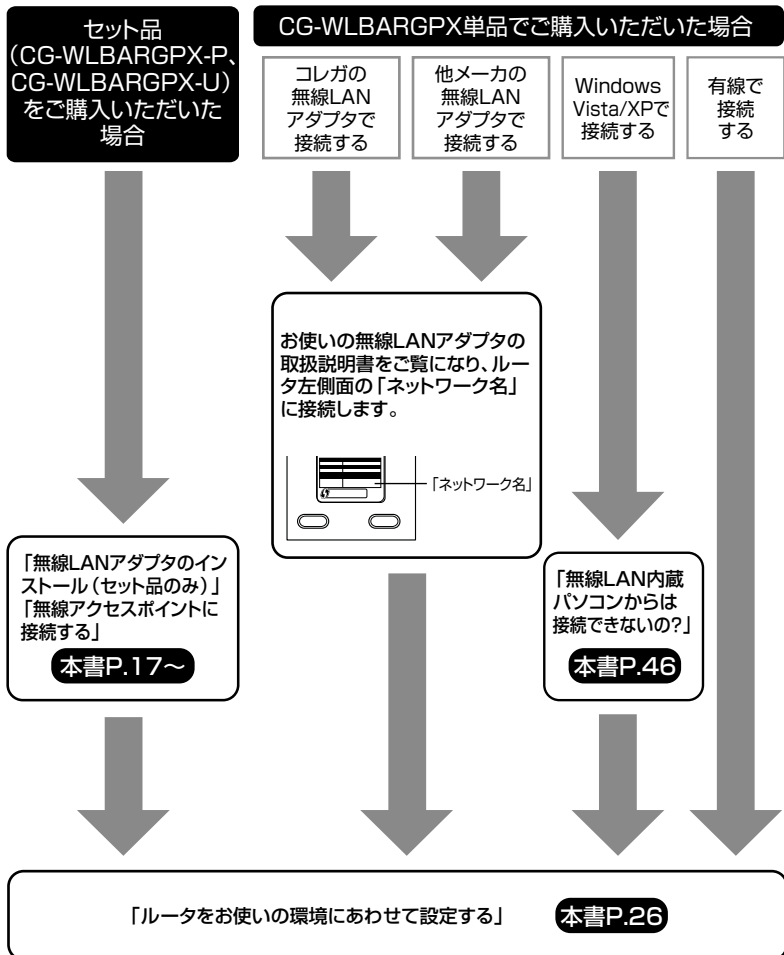 セット品
(CG-WLBARGPX-P、
CG-WLBARGPX-U)
をご購入いただいた
場合
CG-WLBARGPX単品でご購入いただいた場合
コレガの
無線LAN
アダプタで
接続する
他メーカの
無線LAN
アダプタで
接続する
Windows
Vista/XPで
接続する
有線で
接続
する
お使いの無線LANアダプタの
取扱説明書をご覧になり、ルー
タ左側面の「ネットワーク名」
に接続します。
「ネットワーク名」
「無線LANアダプタのイン
ストール(セット品のみ)」
「無線アクセスポイントに
接続する」
本書P.17〜
「無線LAN内蔵
パソコンからは
接続できないの?」
本書P.46
「ルータをお使いの環境にあわせて設定する」 本書P.26